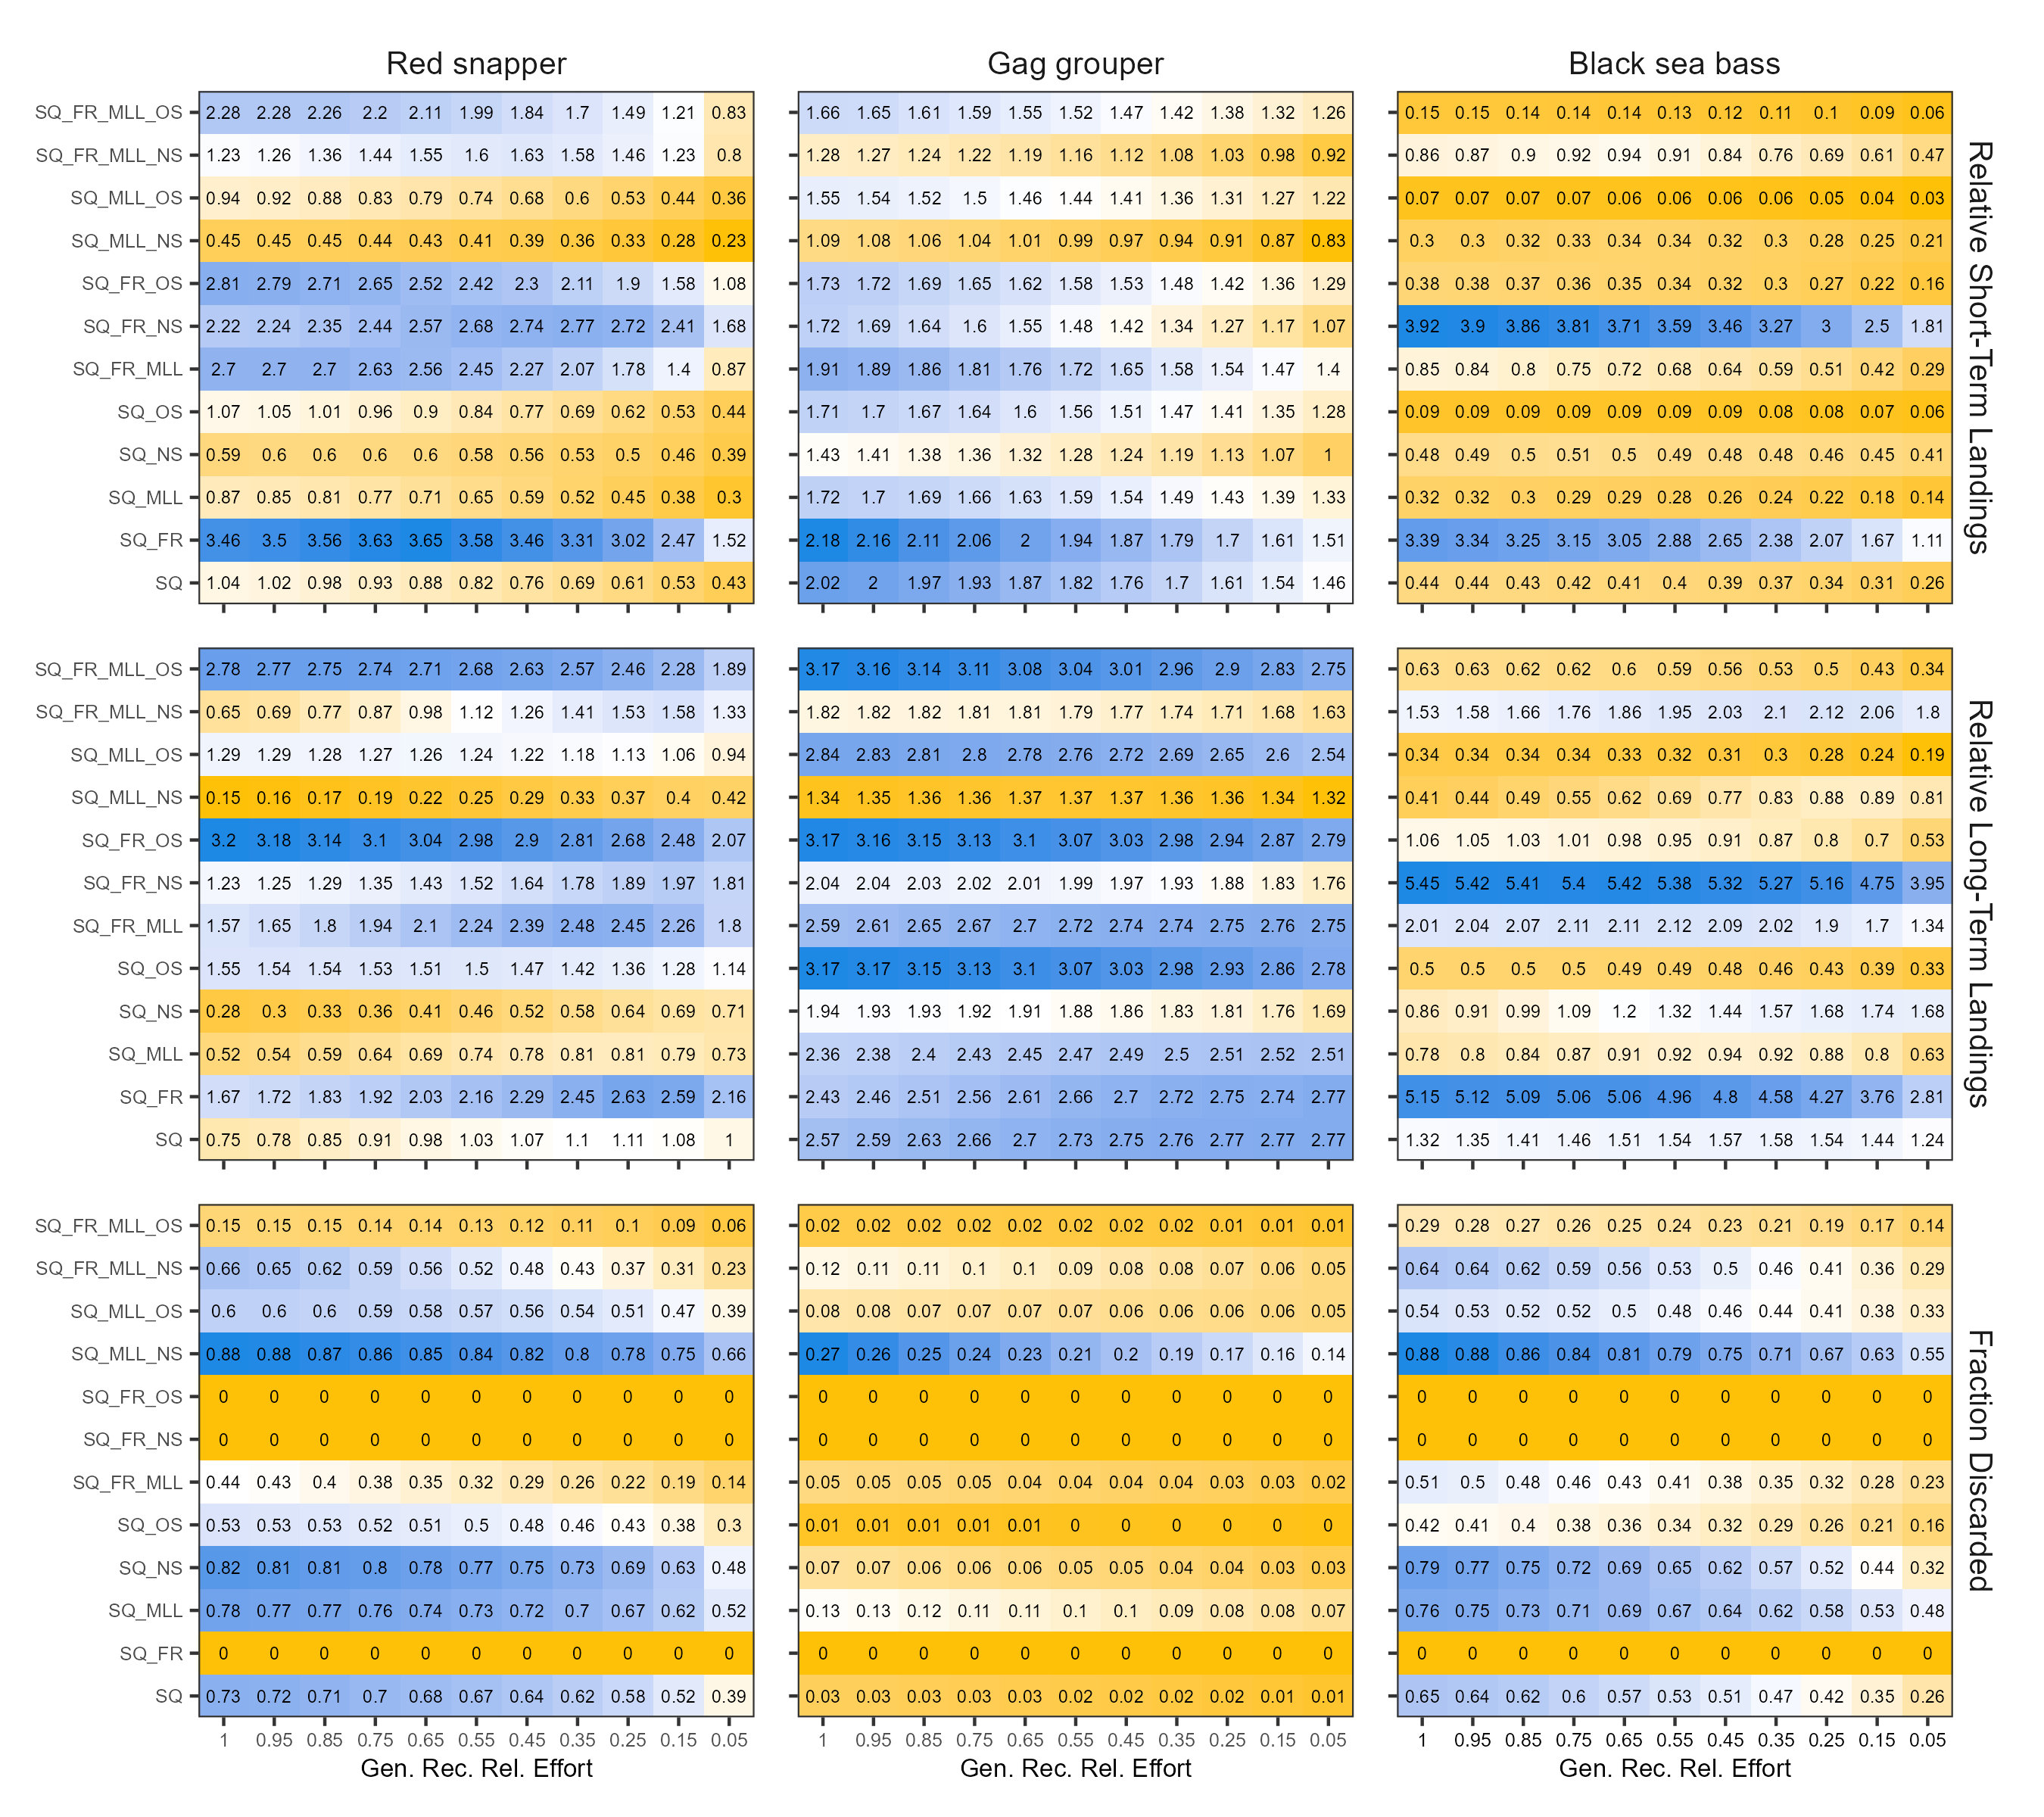 Red snapper Gag grouper Black sea bass
Relative Short-Term Landings
SQ_FR_MLL_OS 2.28 2.28 2.26 2.2 2.11 1.99 1.84 1.7 1.49 1.21 0.83 1.66 1.65 1.61 1.59 1.55 1.52 1.47 1.42 1.38 1.32 1.26 0.15 0.15 0.14 0.14 0.14 0.13 0.12 0.11 0.1 0.09 0.06
SQ_FR_MLL_NS 1.23 1.26 1.36 1.44 1.55 1.6 1.63 1.58 1.46 1.23 0.8 1.28 1.27 1.24 1.22 1.19 1.16 1.12 1.08 1.03 0.98 0.92 0.86 0.87 0.9 0.92 0.94 0.91 0.84 0.76 0.69 0.61 0.47
SQ_MLL_OS 0.94 0.92 0.88 0.83 0.79 0.74 0.68 0.6 0.53 0.44 0.36 1.55 1.54 1.52 1.5 1.46 1.44 1.41 1.36 1.31 1.27 1.22 0.07 0.07 0.07 0.07 0.06 0.06 0.06 0.06 0.05 0.04 0.03
SQ_MLL_NS 0.45 0.45 0.45 0.44 0.43 0.41 0.39 0.36 0.33 0.28 0.23 1.09 1.08 1.06 1.04 1.01 0.99 0.97 0.94 0.91 0.87 0.83 0.3 0.3 0.32 0.33 0.34 0.34 0.32 0.3 0.28 0.25 0.21
SQ_FR_OS 2.81 2.79 2.71 2.65 2.52 2.42 2.3 2.11 1.9 1.58 1.08 1.73 1.72 1.69 1.65 1.62 1.58 1.53 1.48 1.42 1.36 1.29 0.38 0.38 0.37 0.36 0.35 0.34 0.32 0.3 0.27 0.22 0.16
SQ_FR_NS 2.22 2.24 2.35 2.44 2.57 2.68 2.74 2.77 2.72 2.41 1.68 1.72 1.69 1.64 1.6 1.55 1.48 1.42 1.34 1.27 1.17 1.07 3.92 3.9 3.86 3.81 3.71 3.59 3.46 3.27 3 2.5 1.81
SQ_FR_MLL 2.7 2.7 2.7 2.63 2.56 2.45 2.27 2.07 1.78 1.4 0.87 1.91 1.89 1.86 1.81 1.76 1.72 1.65 1.58 1.54 1.47 1.4 0.85 0.84 0.8 0.75 0.72 0.68 0.64 0.59 0.51 0.42 0.29
SQ_OS 1.07 1.05 1.01 0.96 0.9 0.84 0.77 0.69 0.62 0.53 0.44 1.71 1.7 1.67 1.64 1.6 1.56 1.51 1.47 1.41 1.35 1.28 0.09 0.09 0.09 0.09 0.09 0.09 0.09 0.08 0.08 0.07 0.06
SQ_NS 0.59 0.6 0.6 0.6 0.6 0.58 0.56 0.53 0.5 0.46 0.39 1.43 1.41 1.38 1.36 1.32 1.28 1.24 1.19 1.13 1.07 1 0.48 0.49 0.5 0.51 0.5 0.49 0.48 0.48 0.46 0.45 0.41
SQ_MLL 0.87 0.85 0.81 0.77 0.71 0.65 0.59 0.52 0.45 0.38 0.3 1.72 1.7 1.69 1.66 1.63 1.59 1.54 1.49 1.43 1.39 1.33 0.32 0.32 0.3 0.29 0.29 0.28 0.26 0.24 0.22 0.18 0.14
SQ_FR 3.46 3.5 3.56 3.63 3.65 3.58 3.46 3.31 3.02 2.47 1.52 2.18 2.16 2.11 2.06 2 1.94 1.87 1.79 1.7 1.61 1.51 3.39 3.34 3.25 3.15 3.05 2.88 2.65 2.38 2.07 1.67 1.11
SQ 1.04 1.02 0.98 0.93 0.88 0.82 0.76 0.69 0.61 0.53 0.43 2.02 2 1.97 1.93 1.87 1.82 1.76 1.7 1.61 1.54 1.46 0.44 0.44 0.43 0.42 0.41 0.4 0.39 0.37 0.34 0.31 0.26
Relative Long-Term Landings
SQ_FR_MLL_OS 2.78 2.77 2.75 2.74 2.71 2.68 2.63 2.57 2.46 2.28 1.89 3.17 3.16 3.14 3.11 3.08 3.04 3.01 2.96 2.9 2.83 2.75 0.63 0.63 0.62 0.62 0.6 0.59 0.56 0.53 0.5 0.43 0.34
SQ_FR_MLL_NS 0.65 0.69 0.77 0.87 0.98 1.12 1.26 1.41 1.53 1.58 1.33 1.82 1.82 1.82 1.81 1.81 1.79 1.77 1.74 1.71 1.68 1.63 1.53 1.58 1.66 1.76 1.86 1.95 2.03 2.1 2.12 2.06 1.8
SQ_MLL_OS 1.29 1.29 1.28 1.27 1.26 1.24 1.22 1.18 1.13 1.06 0.94 2.84 2.83 2.81 2.8 2.78 2.76 2.72 2.69 2.65 2.6 2.54 0.34 0.34 0.34 0.34 0.33 0.32 0.31 0.3 0.28 0.24 0.19
SQ_MLL_NS 0.15 0.16 0.17 0.19 0.22 0.25 0.29 0.33 0.37 0.4 0.42 1.34 1.35 1.36 1.36 1.37 1.37 1.37 1.36 1.36 1.34 1.32 0.41 0.44 0.49 0.55 0.62 0.69 0.77 0.83 0.88 0.89 0.81
SQ_FR_OS 3.2 3.18 3.14 3.1 3.04 2.98 2.9 2.81 2.68 2.48 2.07 3.17 3.16 3.15 3.13 3.1 3.07 3.03 2.98 2.94 2.87 2.79 1.06 1.05 1.03 1.01 0.98 0.95 0.91 0.87 0.8 0.7 0.53
SQ_FR_NS 1.23 1.25 1.29 1.35 1.43 1.52 1.64 1.78 1.89 1.97 1.81 2.04 2.04 2.03 2.02 2.01 1.99 1.97 1.93 1.88 1.83 1.76 5.45 5.42 5.41 5.4 5.42 5.38 5.32 5.27 5.16 4.75 3.95
SQ_FR_MLL 1.57 1.65 1.8 1.94 2.1 2.24 2.39 2.48 2.45 2.26 1.8 2.59 2.61 2.65 2.67 2.7 2.72 2.74 2.74 2.75 2.76 2.75 2.01 2.04 2.07 2.11 2.11 2.12 2.09 2.02 1.9 1.7 1.34
SQ_OS 1.55 1.54 1.54 1.53 1.51 1.5 1.47 1.42 1.36 1.28 1.14 3.17 3.17 3.15 3.13 3.1 3.07 3.03 2.98 2.93 2.86 2.78 0.5 0.5 0.5 0.5 0.49 0.49 0.48 0.46 0.43 0.39 0.33
SQ_NS 0.28 0.3 0.33 0.36 0.41 0.46 0.52 0.58 0.64 0.69 0.71 1.94 1.93 1.93 1.92 1.91 1.88 1.86 1.83 1.81 1.76 1.69 0.86 0.91 0.99 1.09 1.2 1.32 1.44 1.57 1.68 1.74 1.68
SQ_MLL 0.52 0.54 0.59 0.64 0.69 0.74 0.78 0.81 0.81 0.79 0.73 2.36 2.38 2.4 2.43 2.45 2.47 2.49 2.5 2.51 2.52 2.51 0.78 0.8 0.84 0.87 0.91 0.92 0.94 0.92 0.88 0.8 0.63
SQ_FR 1.67 1.72 1.83 1.92 2.03 2.16 2.29 2.45 2.63 2.59 2.16 2.43 2.46 2.51 2.56 2.61 2.66 2.7 2.72 2.75 2.74 2.77 5.15 5.12 5.09 5.06 5.06 4.96 4.8 4.58 4.27 3.76 2.81
SQ 0.75 0.78 0.85 0.91 0.98 1.03 1.07 1.1 1.11 1.08 1 2.57 2.59 2.63 2.66 2.7 2.73 2.75 2.76 2.77 2.77 2.77 1.32 1.35 1.41 1.46 1.51 1.54 1.57 1.58 1.54 1.44 1.24
Fraction Discarded
SQ_FR_MLL_OS 0.15 0.15 0.15 0.14 0.14 0.13 0.12 0.11 0.1 0.09 0.06 0.02 0.02 0.02 0.02 0.02 0.02 0.02 0.02 0.01 0.01 0.01 0.29 0.28 0.27 0.26 0.25 0.24 0.23 0.21 0.19 0.17 0.14
SQ_FR_MLL_NS 0.66 0.65 0.62 0.59 0.56 0.52 0.48 0.43 0.37 0.31 0.23 0.12 0.11 0.11 0.1 0.1 0.09 0.08 0.08 0.07 0.06 0.05 0.64 0.64 0.62 0.59 0.56 0.53 0.5 0.46 0.41 0.36 0.29
SQ_MLL_OS 0.6 0.6 0.6 0.59 0.58 0.57 0.56 0.54 0.51 0.47 0.39 0.08 0.08 0.07 0.07 0.07 0.07 0.06 0.06 0.06 0.06 0.05 0.54 0.53 0.52 0.52 0.5 0.48 0.46 0.44 0.41 0.38 0.33
SQ_MLL_NS 0.88 0.88 0.87 0.86 0.85 0.84 0.82 0.8 0.78 0.75 0.66 0.27 0.26 0.25 0.24 0.23 0.21 0.2 0.19 0.17 0.16 0.14 0.88 0.88 0.86 0.84 0.81 0.79 0.75 0.71 0.67 0.63 0.55
SQ_FR_OS 0 0 0 0 0 0 0 0 0 0 0 0 0 0 0 0 0 0 0 0 0 0 0 0 0 0 0 0 0 0 0 0 0
SQ_FR_NS 0 0 0 0 0 0 0 0 0 0 0 0 0 0 0 0 0 0 0 0 0 0 0 0 0 0 0 0 0 0 0 0 0
SQ_FR_MLL 0.44 0.43 0.4 0.38 0.35 0.32 0.29 0.26 0.22 0.19 0.14 0.05 0.05 0.05 0.05 0.04 0.04 0.04 0.04 0.03 0.03 0.02 0.51 0.5 0.48 0.46 0.43 0.41 0.38 0.35 0.32 0.28 0.23
SQ_OS 0.53 0.53 0.53 0.52 0.51 0.5 0.48 0.46 0.43 0.38 0.3 0.01 0.01 0.01 0.01 0.01 0 0 0 0 0 0 0.42 0.41 0.4 0.38 0.36 0.34 0.32 0.29 0.26 0.21 0.16
SQ_NS 0.82 0.81 0.81 0.8 0.78 0.77 0.75 0.73 0.69 0.63 0.48 0.07 0.07 0.06 0.06 0.06 0.05 0.05 0.04 0.04 0.03 0.03 0.79 0.77 0.75 0.72 0.69 0.65 0.62 0.57 0.52 0.44 0.32
SQ_MLL 0.78 0.77 0.77 0.76 0.74 0.73 0.72 0.7 0.67 0.62 0.52 0.13 0.13 0.12 0.11 0.11 0.1 0.1 0.09 0.08 0.08 0.07 0.76 0.75 0.73 0.71 0.69 0.67 0.64 0.62 0.58 0.53 0.48
SQ_FR 0 0 0 0 0 0 0 0 0 0 0 0 0 0 0 0 0 0 0 0 0 0 0 0 0 0 0 0 0 0 0 0 0
SQ 0.73 0.72 0.71 0.7 0.68 0.67 0.64 0.62 0.58 0.52 0.39 0.03 0.03 0.03 0.03 0.03 0.02 0.02 0.02 0.02 0.01 0.01 0.65 0.64 0.62 0.6 0.57 0.53 0.51 0.47 0.42 0.35 0.26
1 0.95 0.85 0.75 0.65 0.55 0.45 0.35 0.25 0.15 0.05 1 0.95 0.85 0.75 0.65 0.55 0.45 0.35 0.25 0.15 0.05 1 0.95 0.85 0.75 0.65 0.55 0.45 0.35 0.25 0.15 0.05
Gen. Rec. Rel. Effort Gen. Rec. Rel. Effort Gen. Rec. Rel. Effort